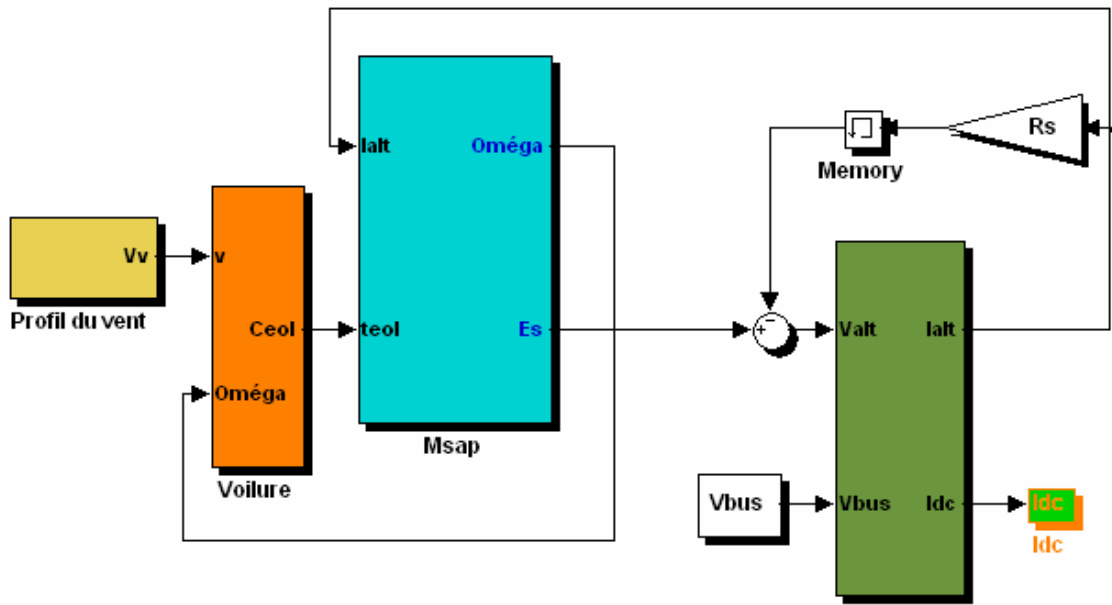 Ialt
Oméga
Rs
Memory
Vv
v
Profil du vent
Ceol
teol
Es
Valt
Ialt
Oméga
Msap
Voilure
Vbus
Vbus
Idc
Idc
Idc